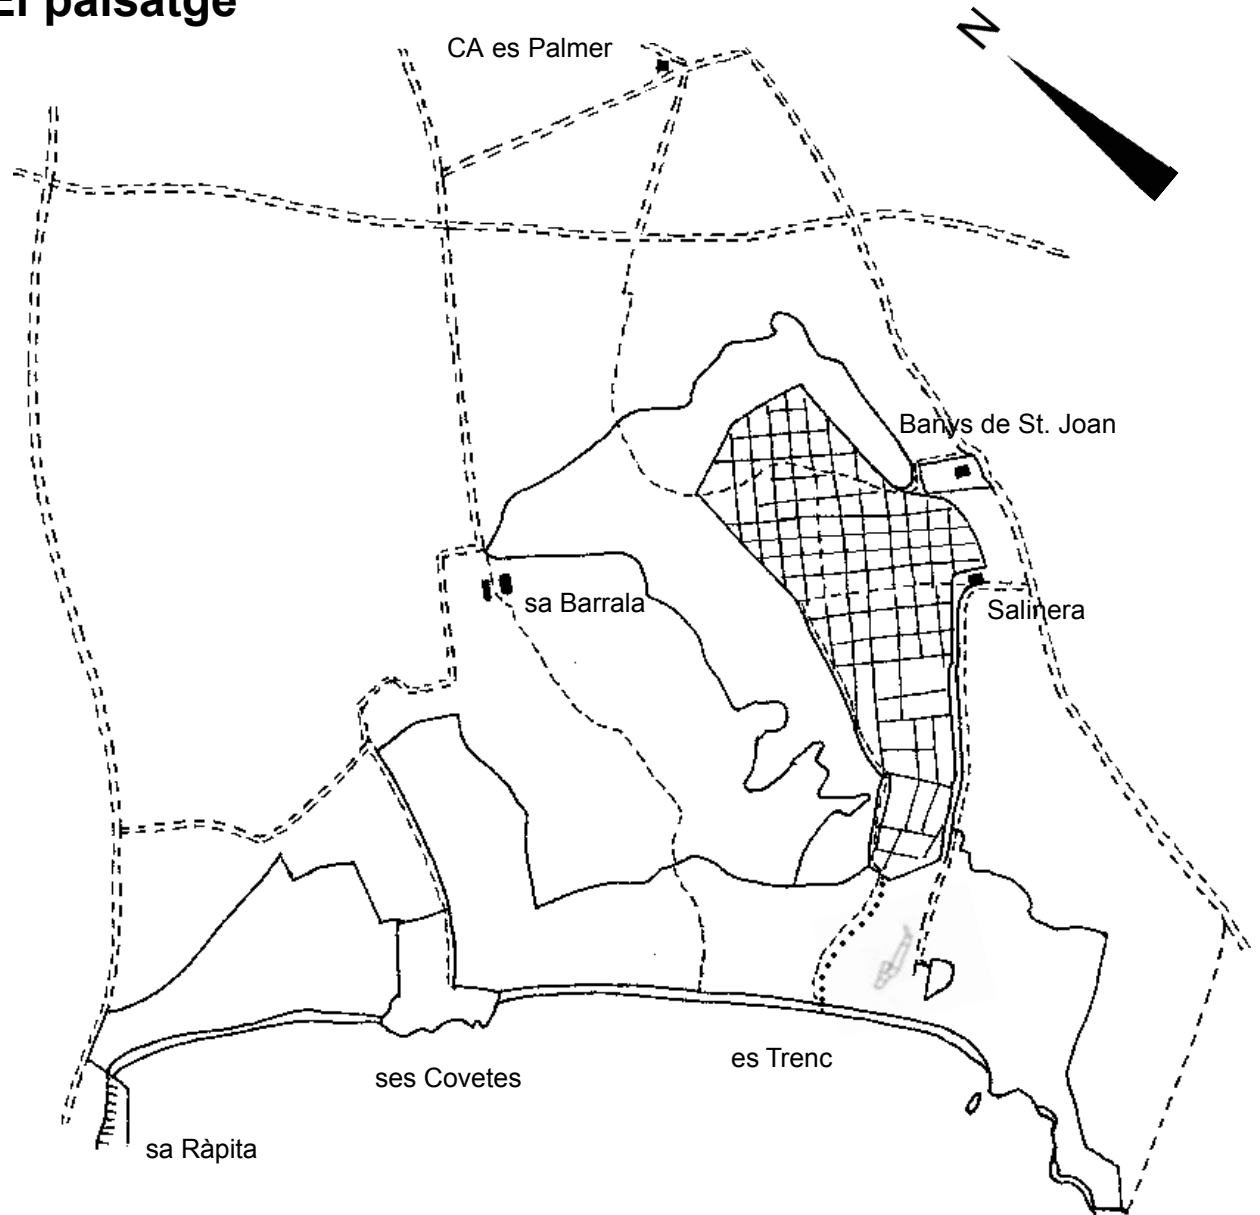 El paisatge
N
CA es Palmer
Banys de St. Joan
sa Barrala
Salinera
es Trenc
ses Covetes
sa Ràpita